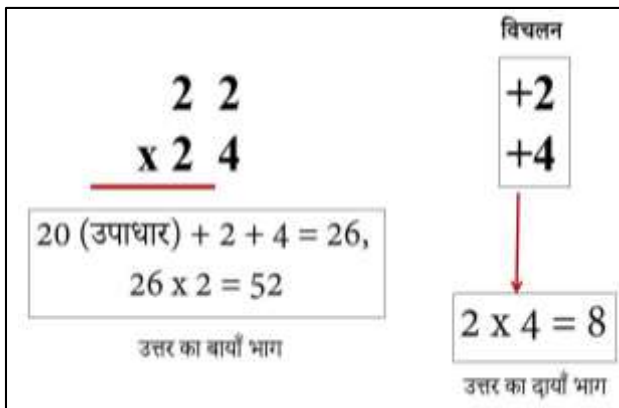 विचलन
2 2
x 2 4
+2
+4
20 (उपाधार) + 2 + 4 = 26,
26 x 2 = 52
उत्तर का बायाँ भाग
2 x 4 = 8
उत्तर का दायाँ भाग